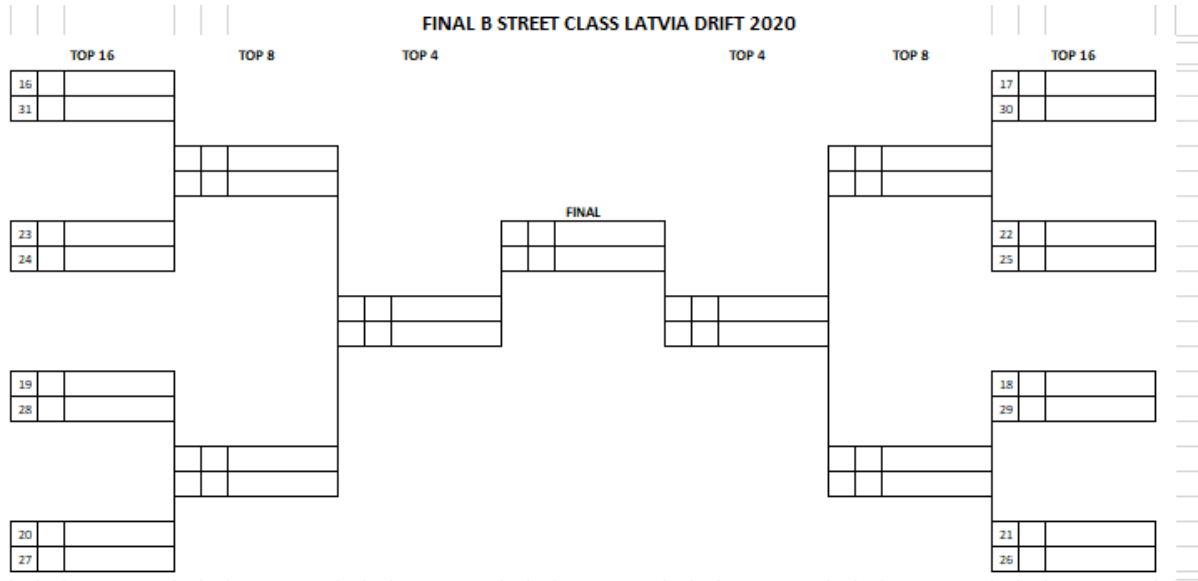 FINAL B STREET CLASS LATVIA DRIFT 2020
TOP 16 TOP 8 TOP 4 TOP 4 TOP 8 TOP 16
16 17
31 30
FINAL
23 22
24 25
19 18
28 29
20 21
27 26